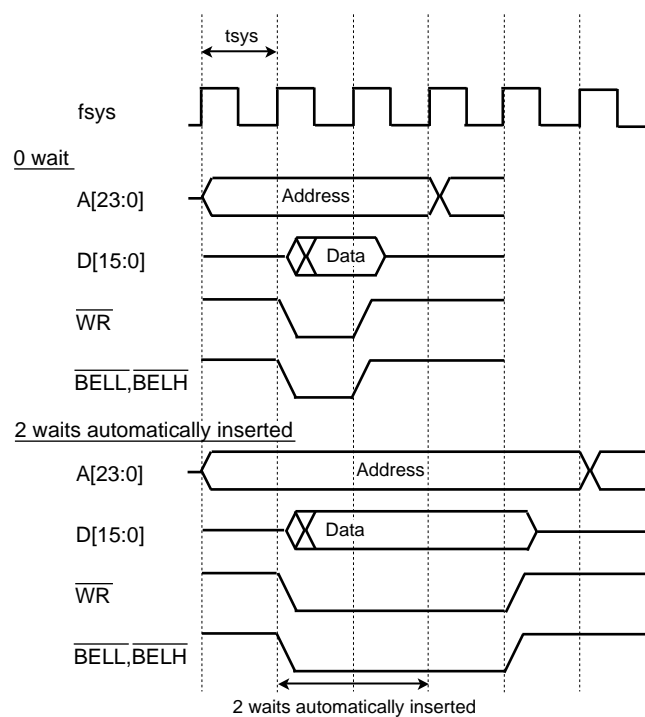 tsys
fsys
0 wait
A[23:0] Address
D[15:0] Data
WR
BELL,BELH
2 waits automatically inserted
A[23:0] Address
D[15:0] Data
WR
BELL,BELH
2 waits automatically inserted